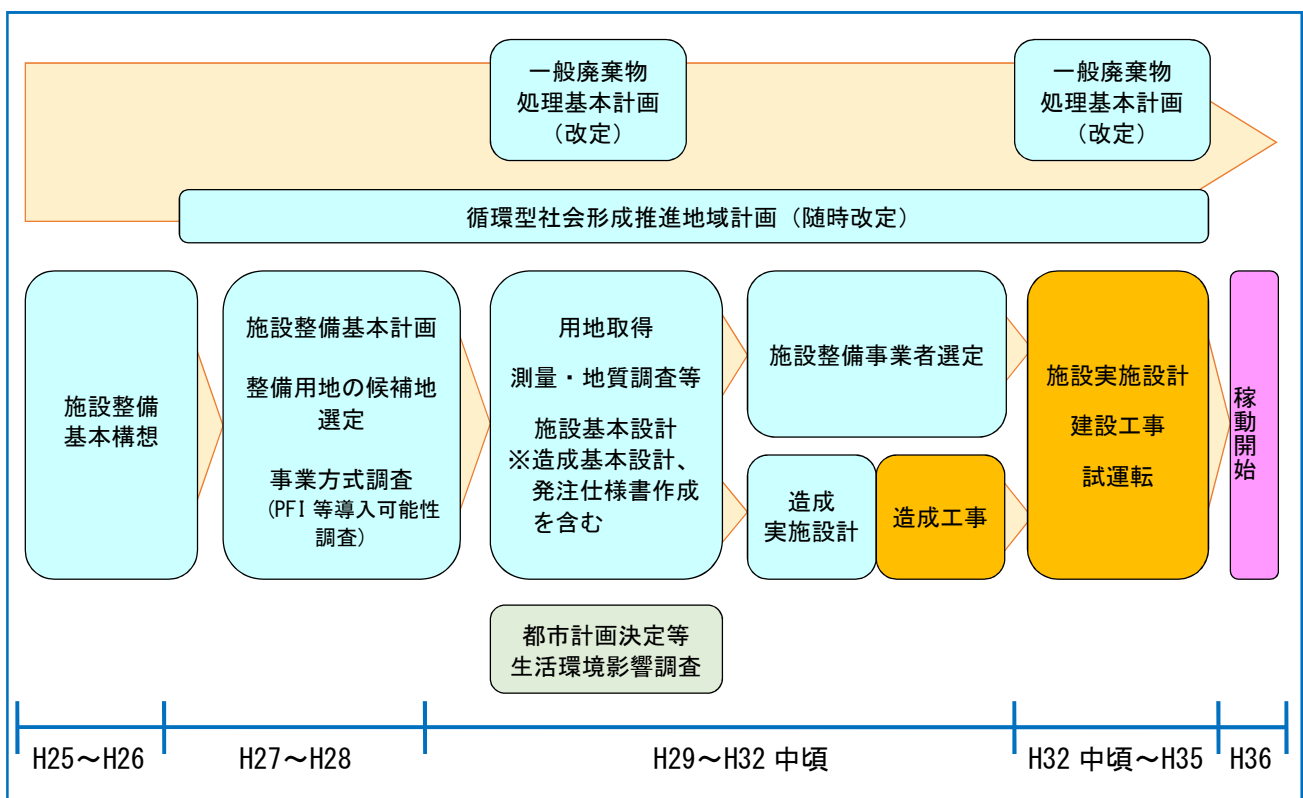 一般廃棄物
処理基本計画
（改定）
一般廃棄物
処理基本計画
（改定）
循環型社会形成推進地域計画（随時改定）
施設整備
基本構想
施設整備基本計画
整備用地の候補地
選定
事業方式調査
(PFI 等導入可能性
調査)
用地取得
測量・地質調査等
施設基本設計
※造成基本設計、
発注仕様書作成
を含む
施設整備事業者選定
造成
実施設計
造成工事
施設実施設計
建設工事
試運転
稼動開始
都市計画決定等
生活環境影響調査
H25～H26
H27～H28
H29～H32 中頃
H32 中頃～H35
H36